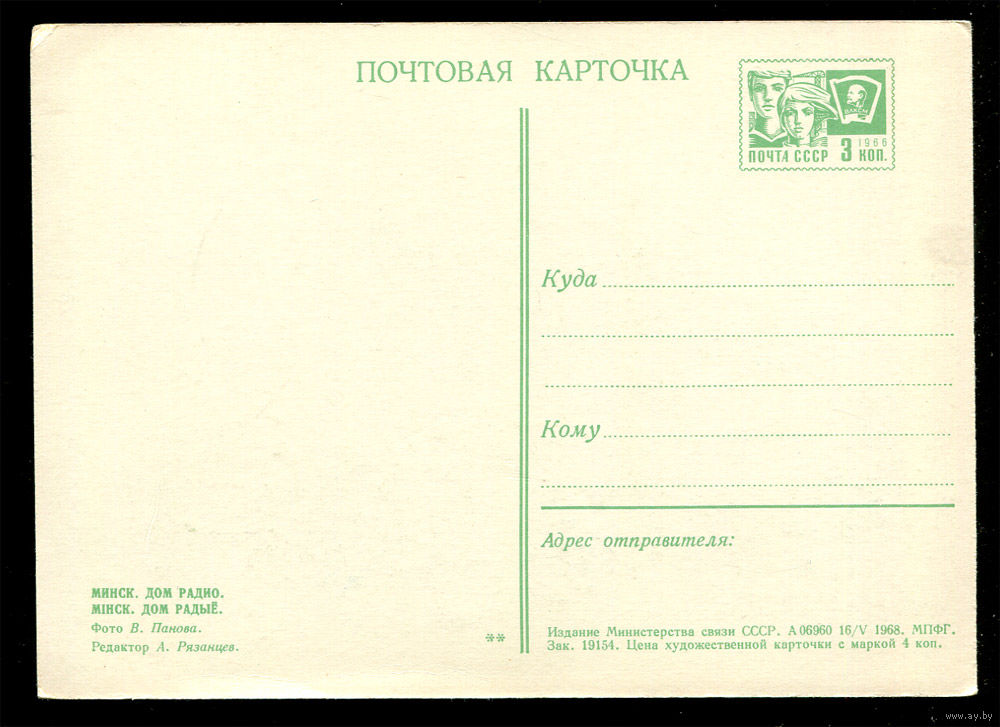 ПОЧТОВАЯ КАРТОЧКА
ВЛКСМ
1966
ПОЧТА СССР 3 КОП.
Куда
Кому
Адрес отправителя:
МИНСК. ДОМ РАДИО.
МІНСК. ДОМ РАДЫЁ.
Фото В. Панова.
Редактор А. Рязанцев.
**
Издание Министерства связи СССР. А 06960 16/V 1968. МПФГ.
Зак. 19154. Цена художественной карточки с маркой 4 коп.
www.ay.by